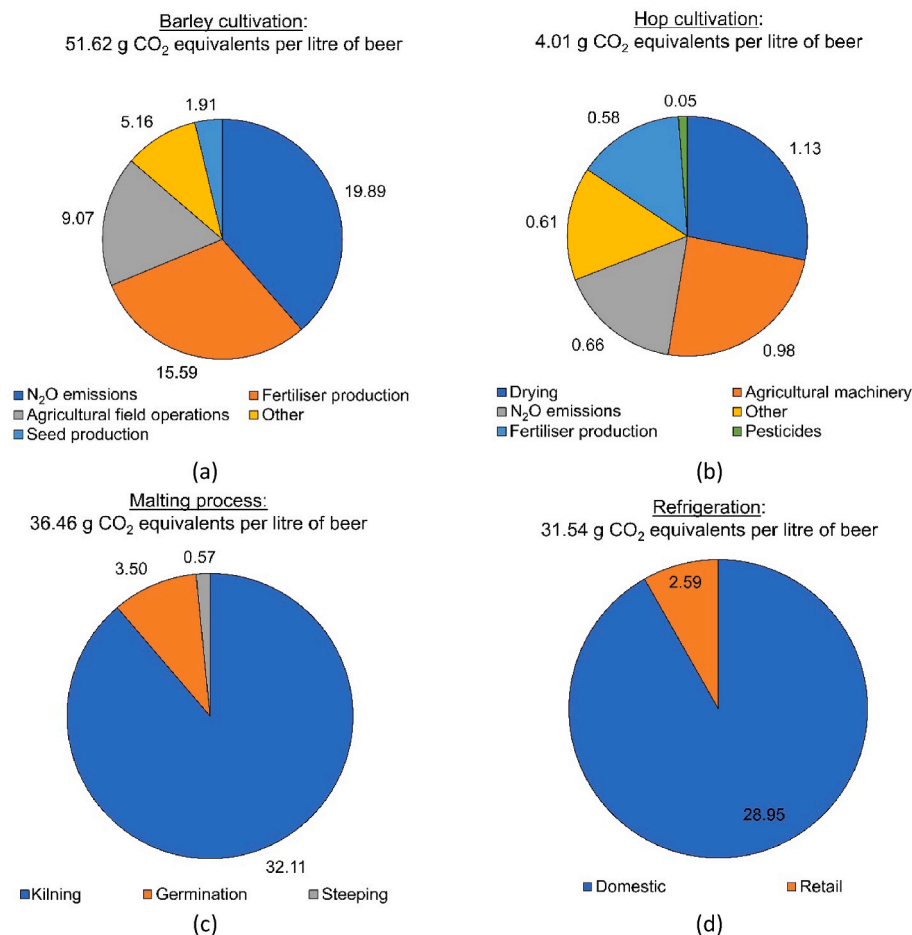 Barley cultivation:
51.62 g CO₂ equivalents per litre of beer
1.91
5.16
19.89
9.07
15.59
N₂O emissions
Fertiliser production
Agricultural field operations
Other
Seed production
(a)
Hop cultivation:
4.01 g CO₂ equivalents per litre of beer
0.05
0.58
1.13
0.61
0.66
0.98
Drying
Agricultural machinery
N₂O emissions
Other
Fertiliser production
Pesticides
(b)
Malting process:
36.46 g CO₂ equivalents per litre of beer
0.57
3.50
32.11
Kilning
Germination
Steeping
(c)
Refrigeration:
31.54 g CO₂ equivalents per litre of beer
2.59
28.95
Domestic
Retail
(d)